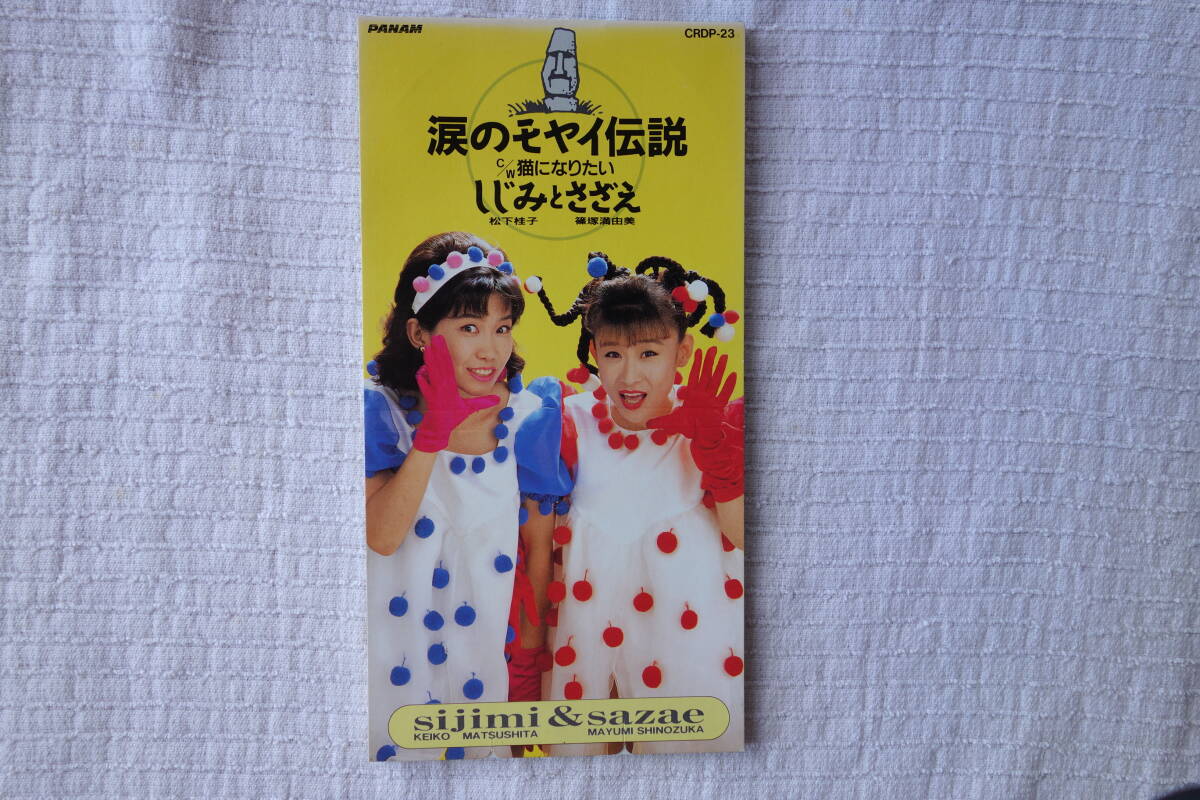 PANAM
CRDP-23
涙のモヤイ伝説
C/W 猫になりたい
しじみとさざえ
松下桂子 篠塚満由美
sijimi & sazae
KEIKO MATSUSHITA MAYUMI SHINOZUKA